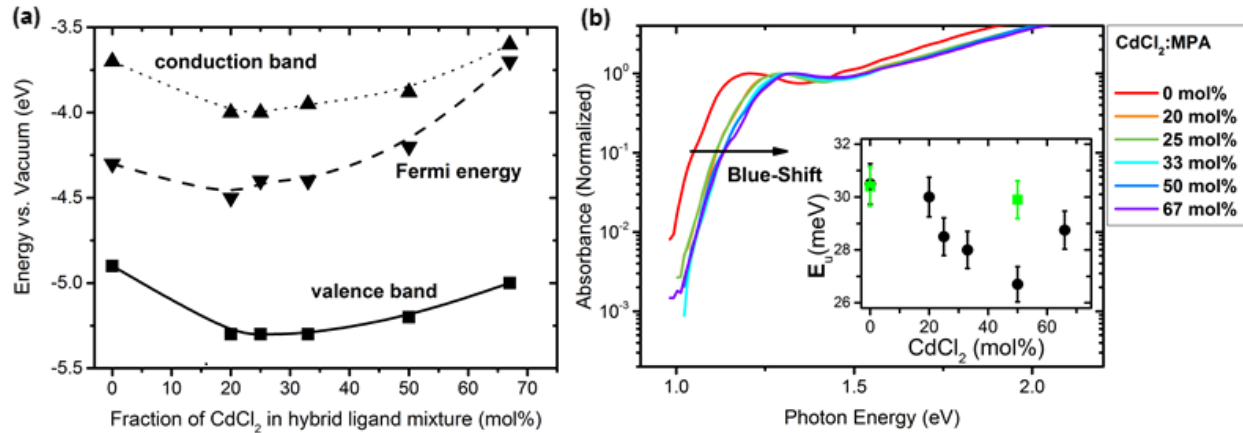 (a)
-3.5
-4.0
-4.5
-5.0
-5.5
Energy vs. Vacuum (eV)
conduction band
Fermi energy
valence band
0 10 20 30 40 50 60 70
Fraction of CdCl2 in hybrid ligand mixture (mol%)
(b)
10^0
10^-1
10^-2
10^-3
Absorbance (Normalized)
Blue-Shift
1.0 1.5 2.0
Photon Energy (eV)
32
30
28
26
Eu(meV)
0 20 40 60
CdCl2 (mol%)
CdCl2:MPA
0 mol%
20 mol%
25 mol%
33 mol%
50 mol%
67 mol%